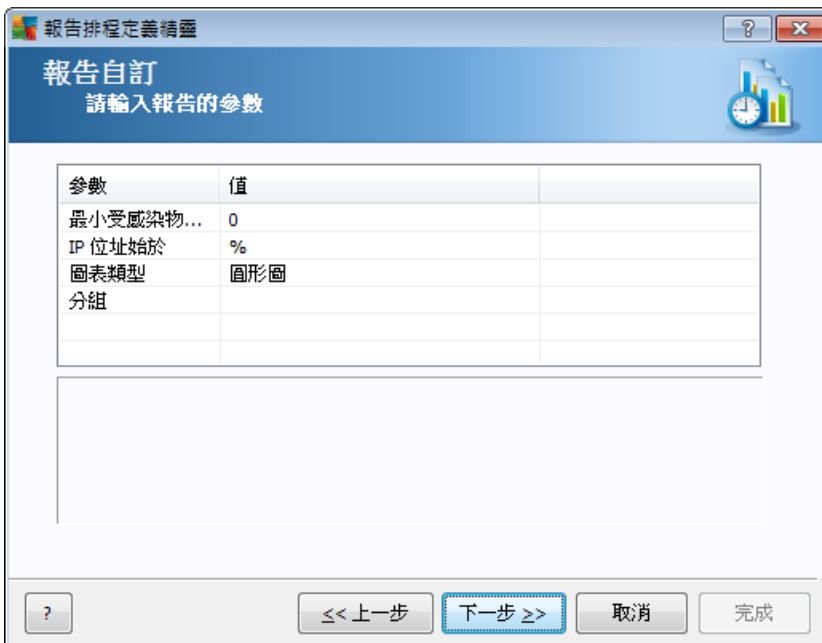 報告排程定義精靈
?
報告自訂
請輸入報告的參數
參數 值
最小受感染物... 0
IP 位址始於 %
圖表類型 圓形圖
分組
? << 上一步 下一步 >> 取消 完成